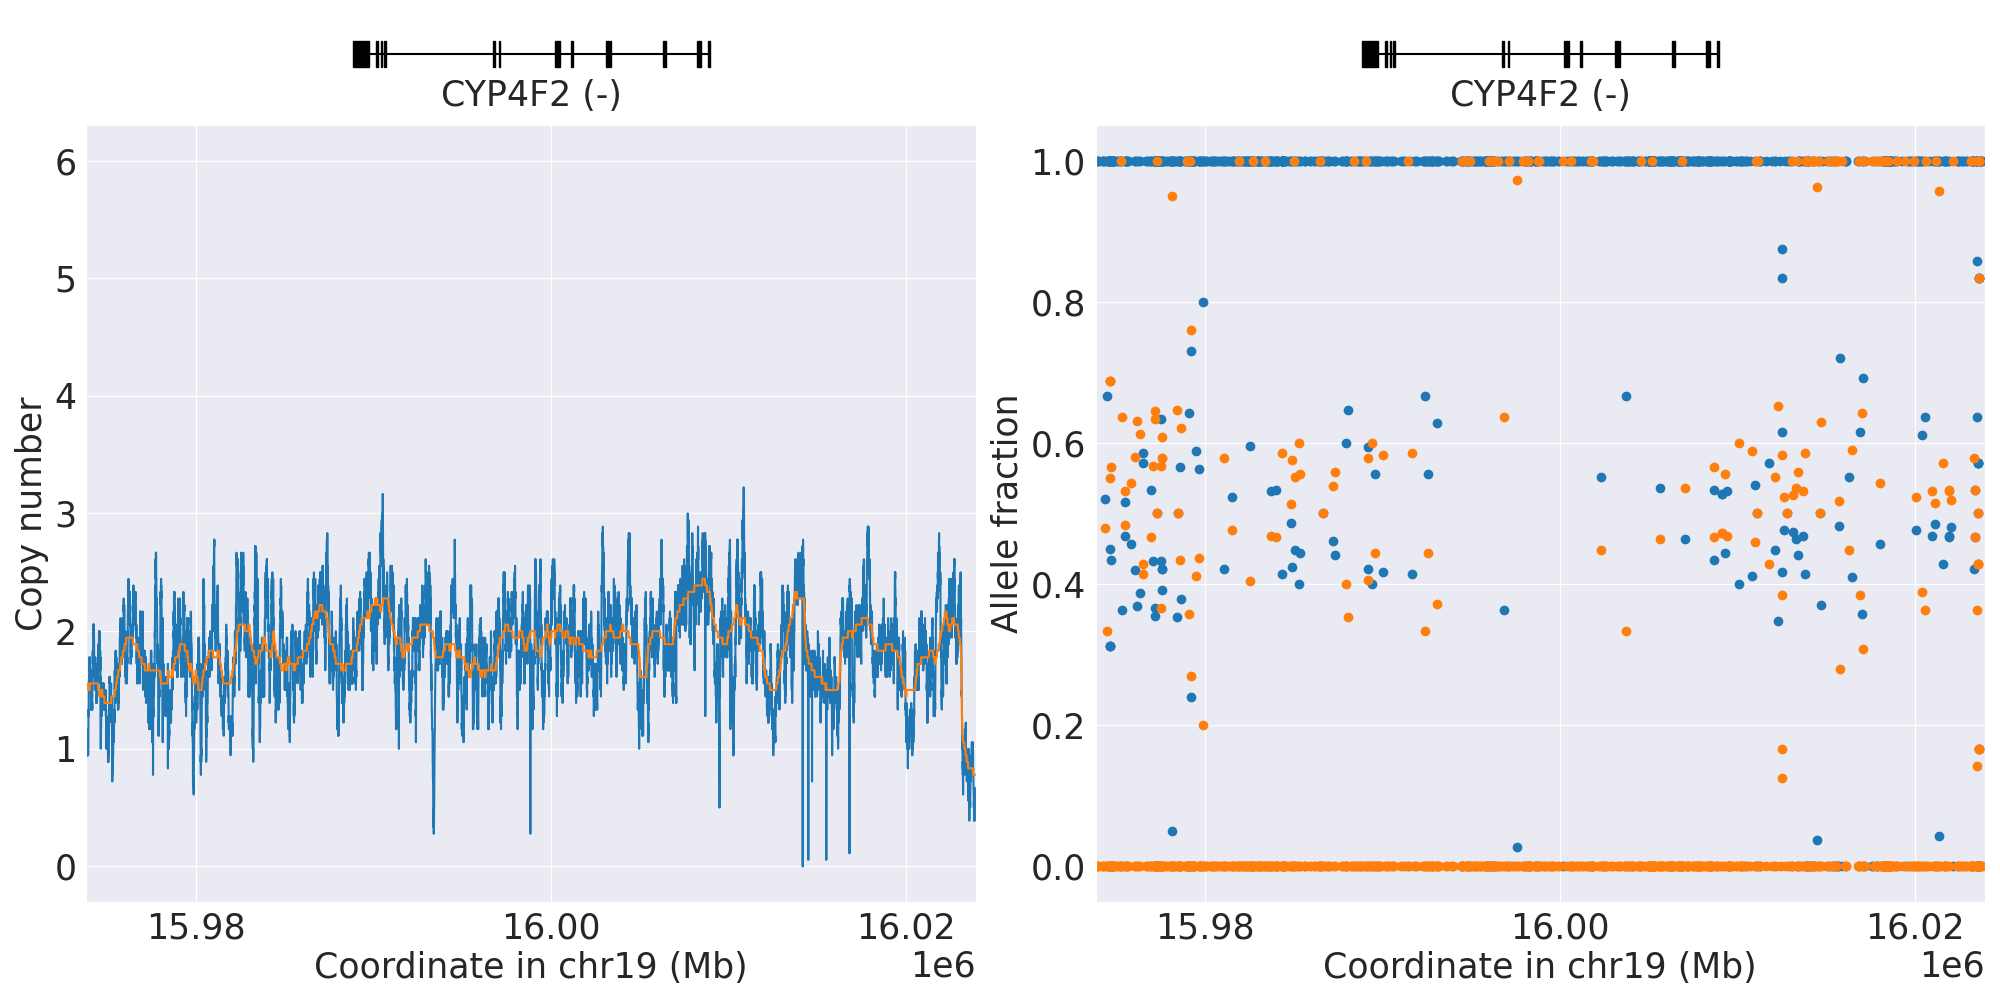 CYP4F2 (-)
6
5
4
3
2
1
0
Copy number
15.98
16.00
16.02
1e6
Coordinate in chr19 (Mb)
CYP4F2 (-)
1.0
0.8
0.6
0.4
0.2
0.0
Allele fraction
15.98
16.00
16.02
1e6
Coordinate in chr19 (Mb)